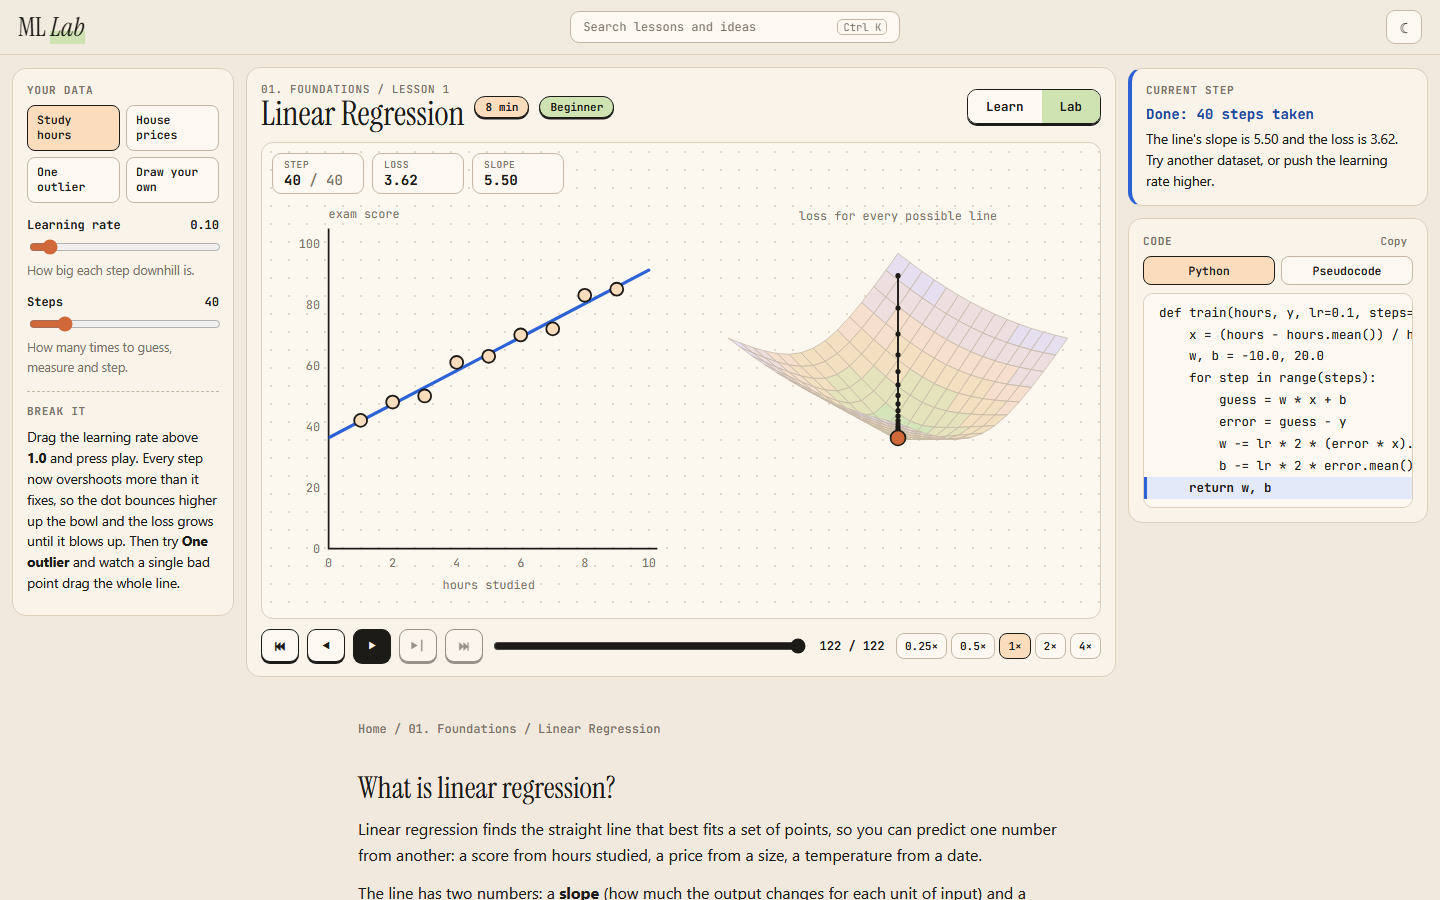 ML Lab
Search lessons and ideas
Ctrl K
YOUR DATA
Study
hours
House
prices
One
outlier
Draw your
own
Learning rate 0.10
How big each step downhill is.
Steps 40
How many times to guess,
measure and step.
BREAK IT
Drag the learning rate above
1.0 and press play. Every step
now overshoots more than it
fixes, so the dot bounces higher
up the bowl and the loss grows
until it blows up. Then try One
outlier and watch a single bad
point drag the whole line.
01. FOUNDATIONS / LESSON 1
Linear Regression
8 min
Beginner
Learn
Lab
STEP
40 / 40
LOSS
3.62
SLOPE
5.50
exam score
100
80
60
40
20
0
0 2 4 6 8 10
hours studied
loss for every possible line
122 / 122
0.25×
0.5×
1×
2×
4×
CURRENT STEP
Done: 40 steps taken
The line's slope is 5.50 and the loss is 3.62.
Try another dataset, or push the learning
rate higher.
CODE
Copy
Python
Pseudocode
def train(hours, y, lr=0.1, steps=
x = (hours - hours.mean()) / h
w, b = -10.0, 20.0
for step in range(steps):
guess = w * x + b
error = guess - y
w -= lr * 2 * (error * x).
b -= lr * 2 * error.mean()
return w, b
Home / 01. Foundations / Linear Regression
What is linear regression?
Linear regression finds the straight line that best fits a set of points, so you can predict one number
from another: a score from hours studied, a price from a size, a temperature from a date.
The line has two numbers: a slope (how much the output changes for each unit of input) and a